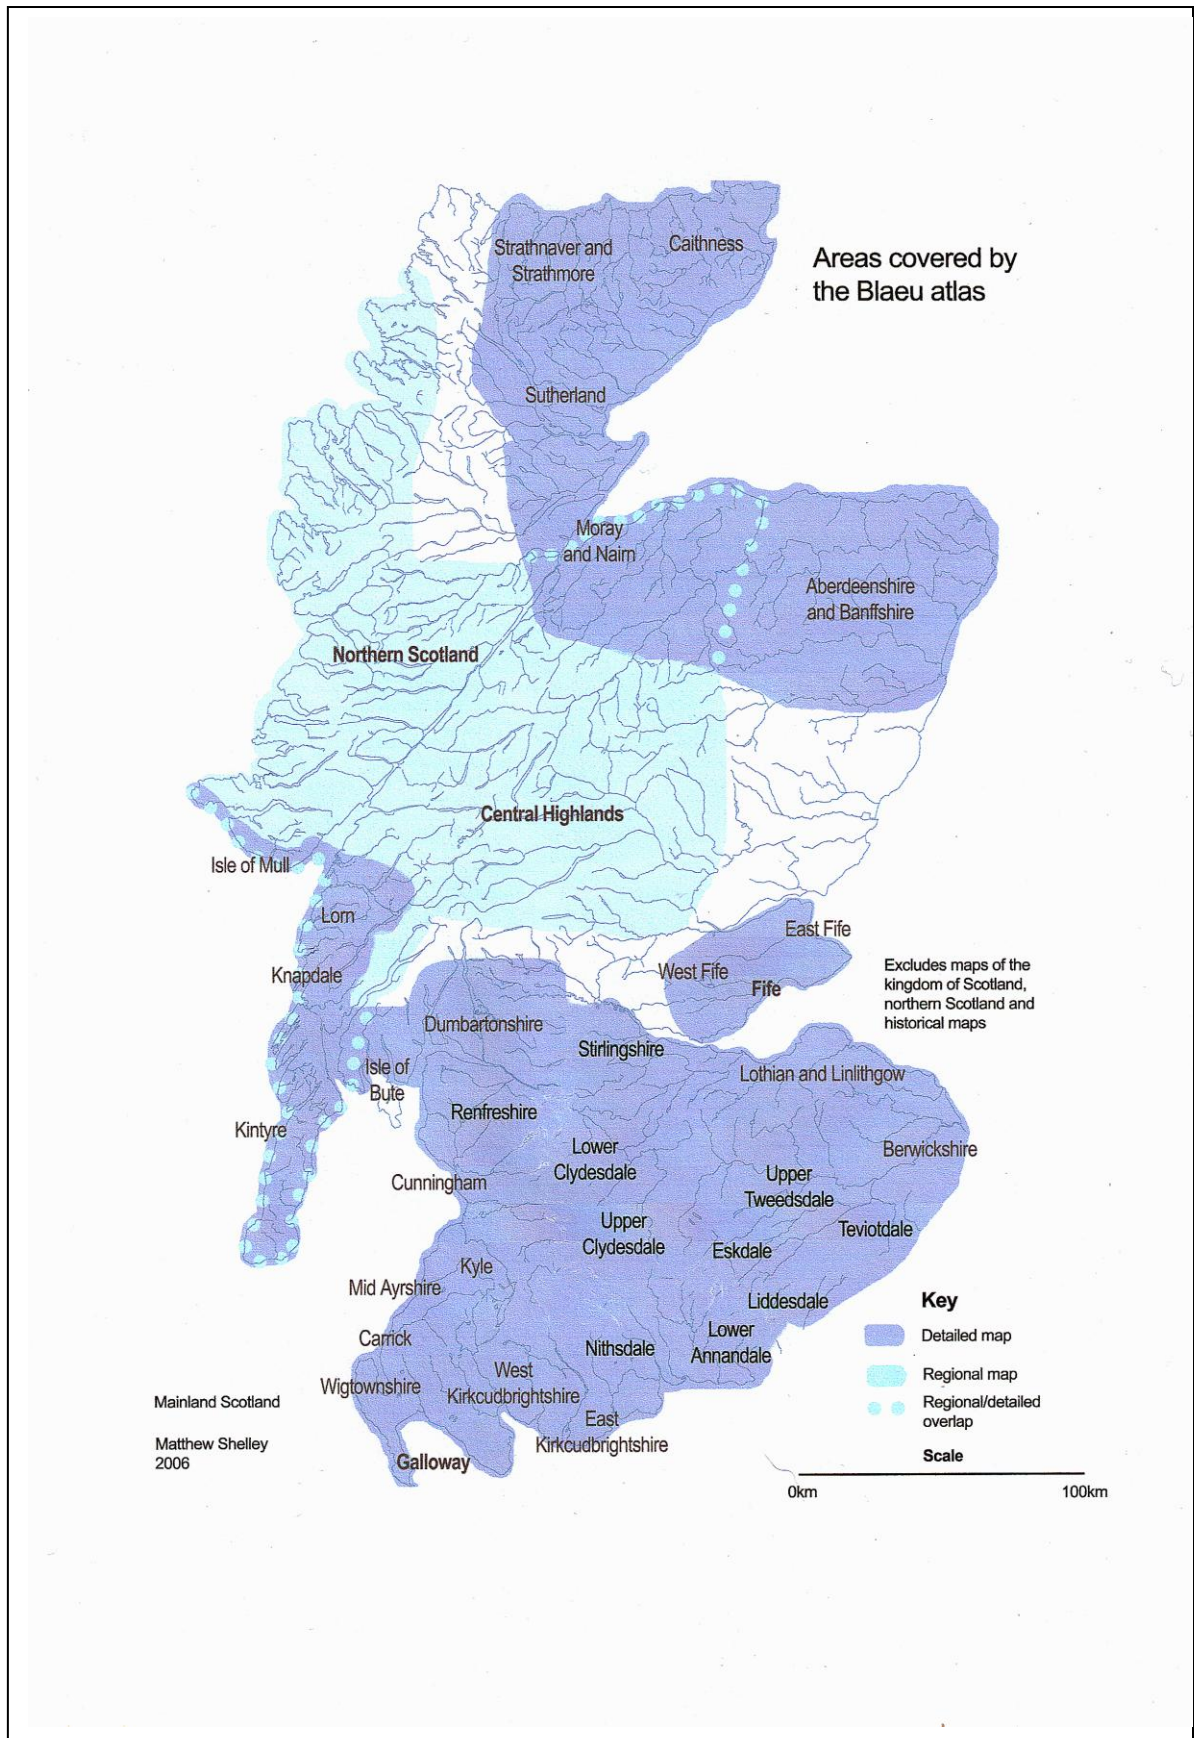 Areas covered by
the Blaeu atlas
Strathnaver and
Strathmore
Caithness
Sutherland
Moray
and Nairn
Aberdeenshire
and Banffshire
Northern Scotland
Central Highlands
Isle of Mull
Lorn
Knapdale
East Fife
West Fife
Fife
Excludes maps of the
kingdom of Scotland,
northern Scotland and
historical maps
Dumbartonshire
Stirlingshire
Isle of
Bute
Lothian and Linlithgow
Renfreshire
Kintyre
Lower
Clydesdale
Berwickshire
Cunningham
Upper
Tweedsdale
Upper
Clydesdale
Teviotdale
Eskdale
Kyle
Mid Ayrshire
Liddesdale
Carrick
Nithsdale
Lower
Annandale
Wigtownshire
West
Kirkcudbrightshire
East
Kirkcudbrightshire
Galloway
Key
Detailed map
Regional map
Regional/detailed
overlap
Scale
0km
100km
Mainland Scotland
Matthew Shelley
2006